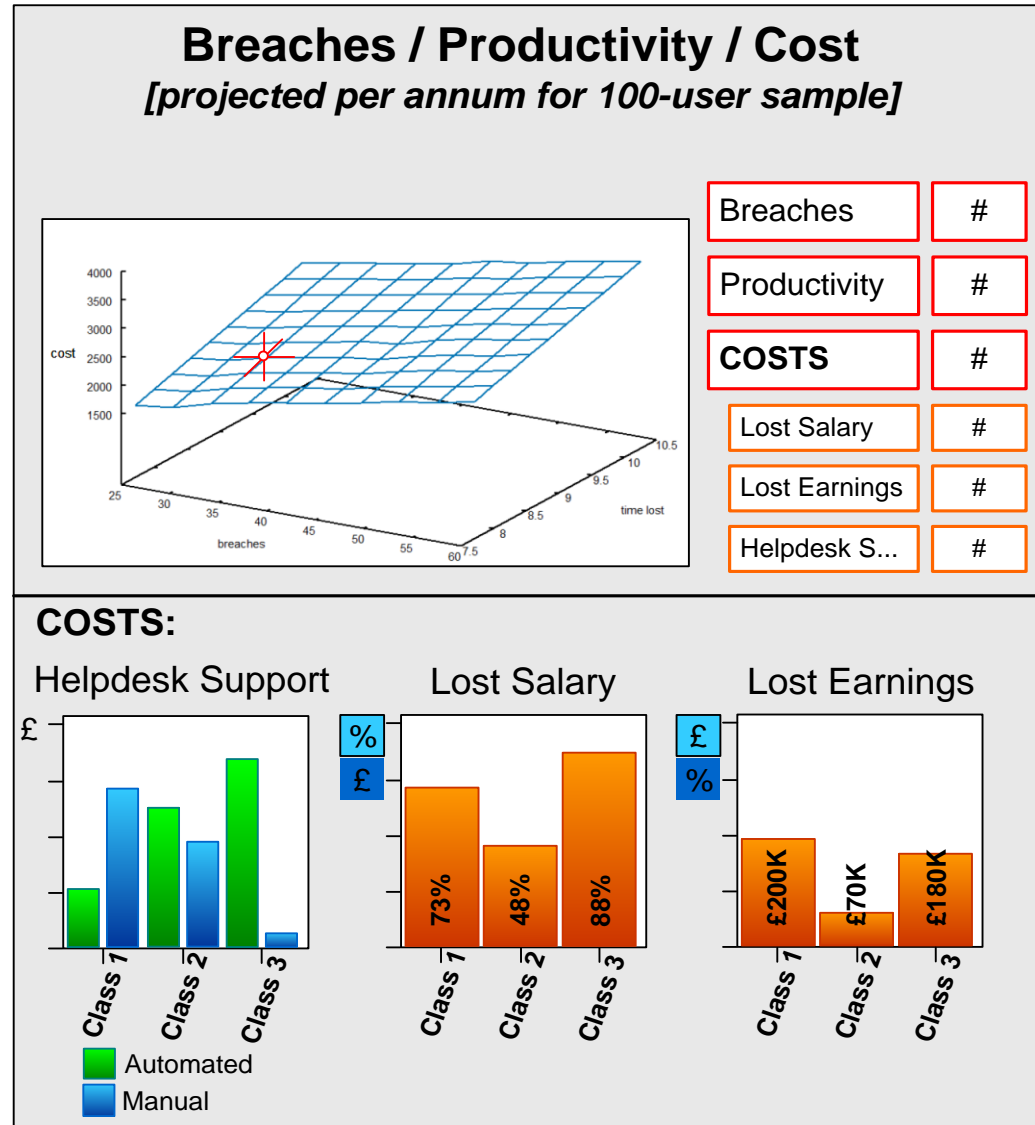 Breaches / Productivity / Cost
[projected per annum for 100-user sample]
Breaches #
Productivity #
COSTS #
Lost Salary #
Lost Earnings #
Helpdesk S... #
4000
3500
3000
cost 2500
2000
1500
25 30 35 40 45 50 55 60
breaches
7.5 8 8.5 9 9.5 10 10.5
time lost
COSTS:
Helpdesk Support
£
Class 1 Class 2 Class 3
Automated
Manual
Lost Salary
%
£
73% 48% 88%
Class 1 Class 2 Class 3
Lost Earnings
£
%
£200K £70K £180K
Class 1 Class 2 Class 3